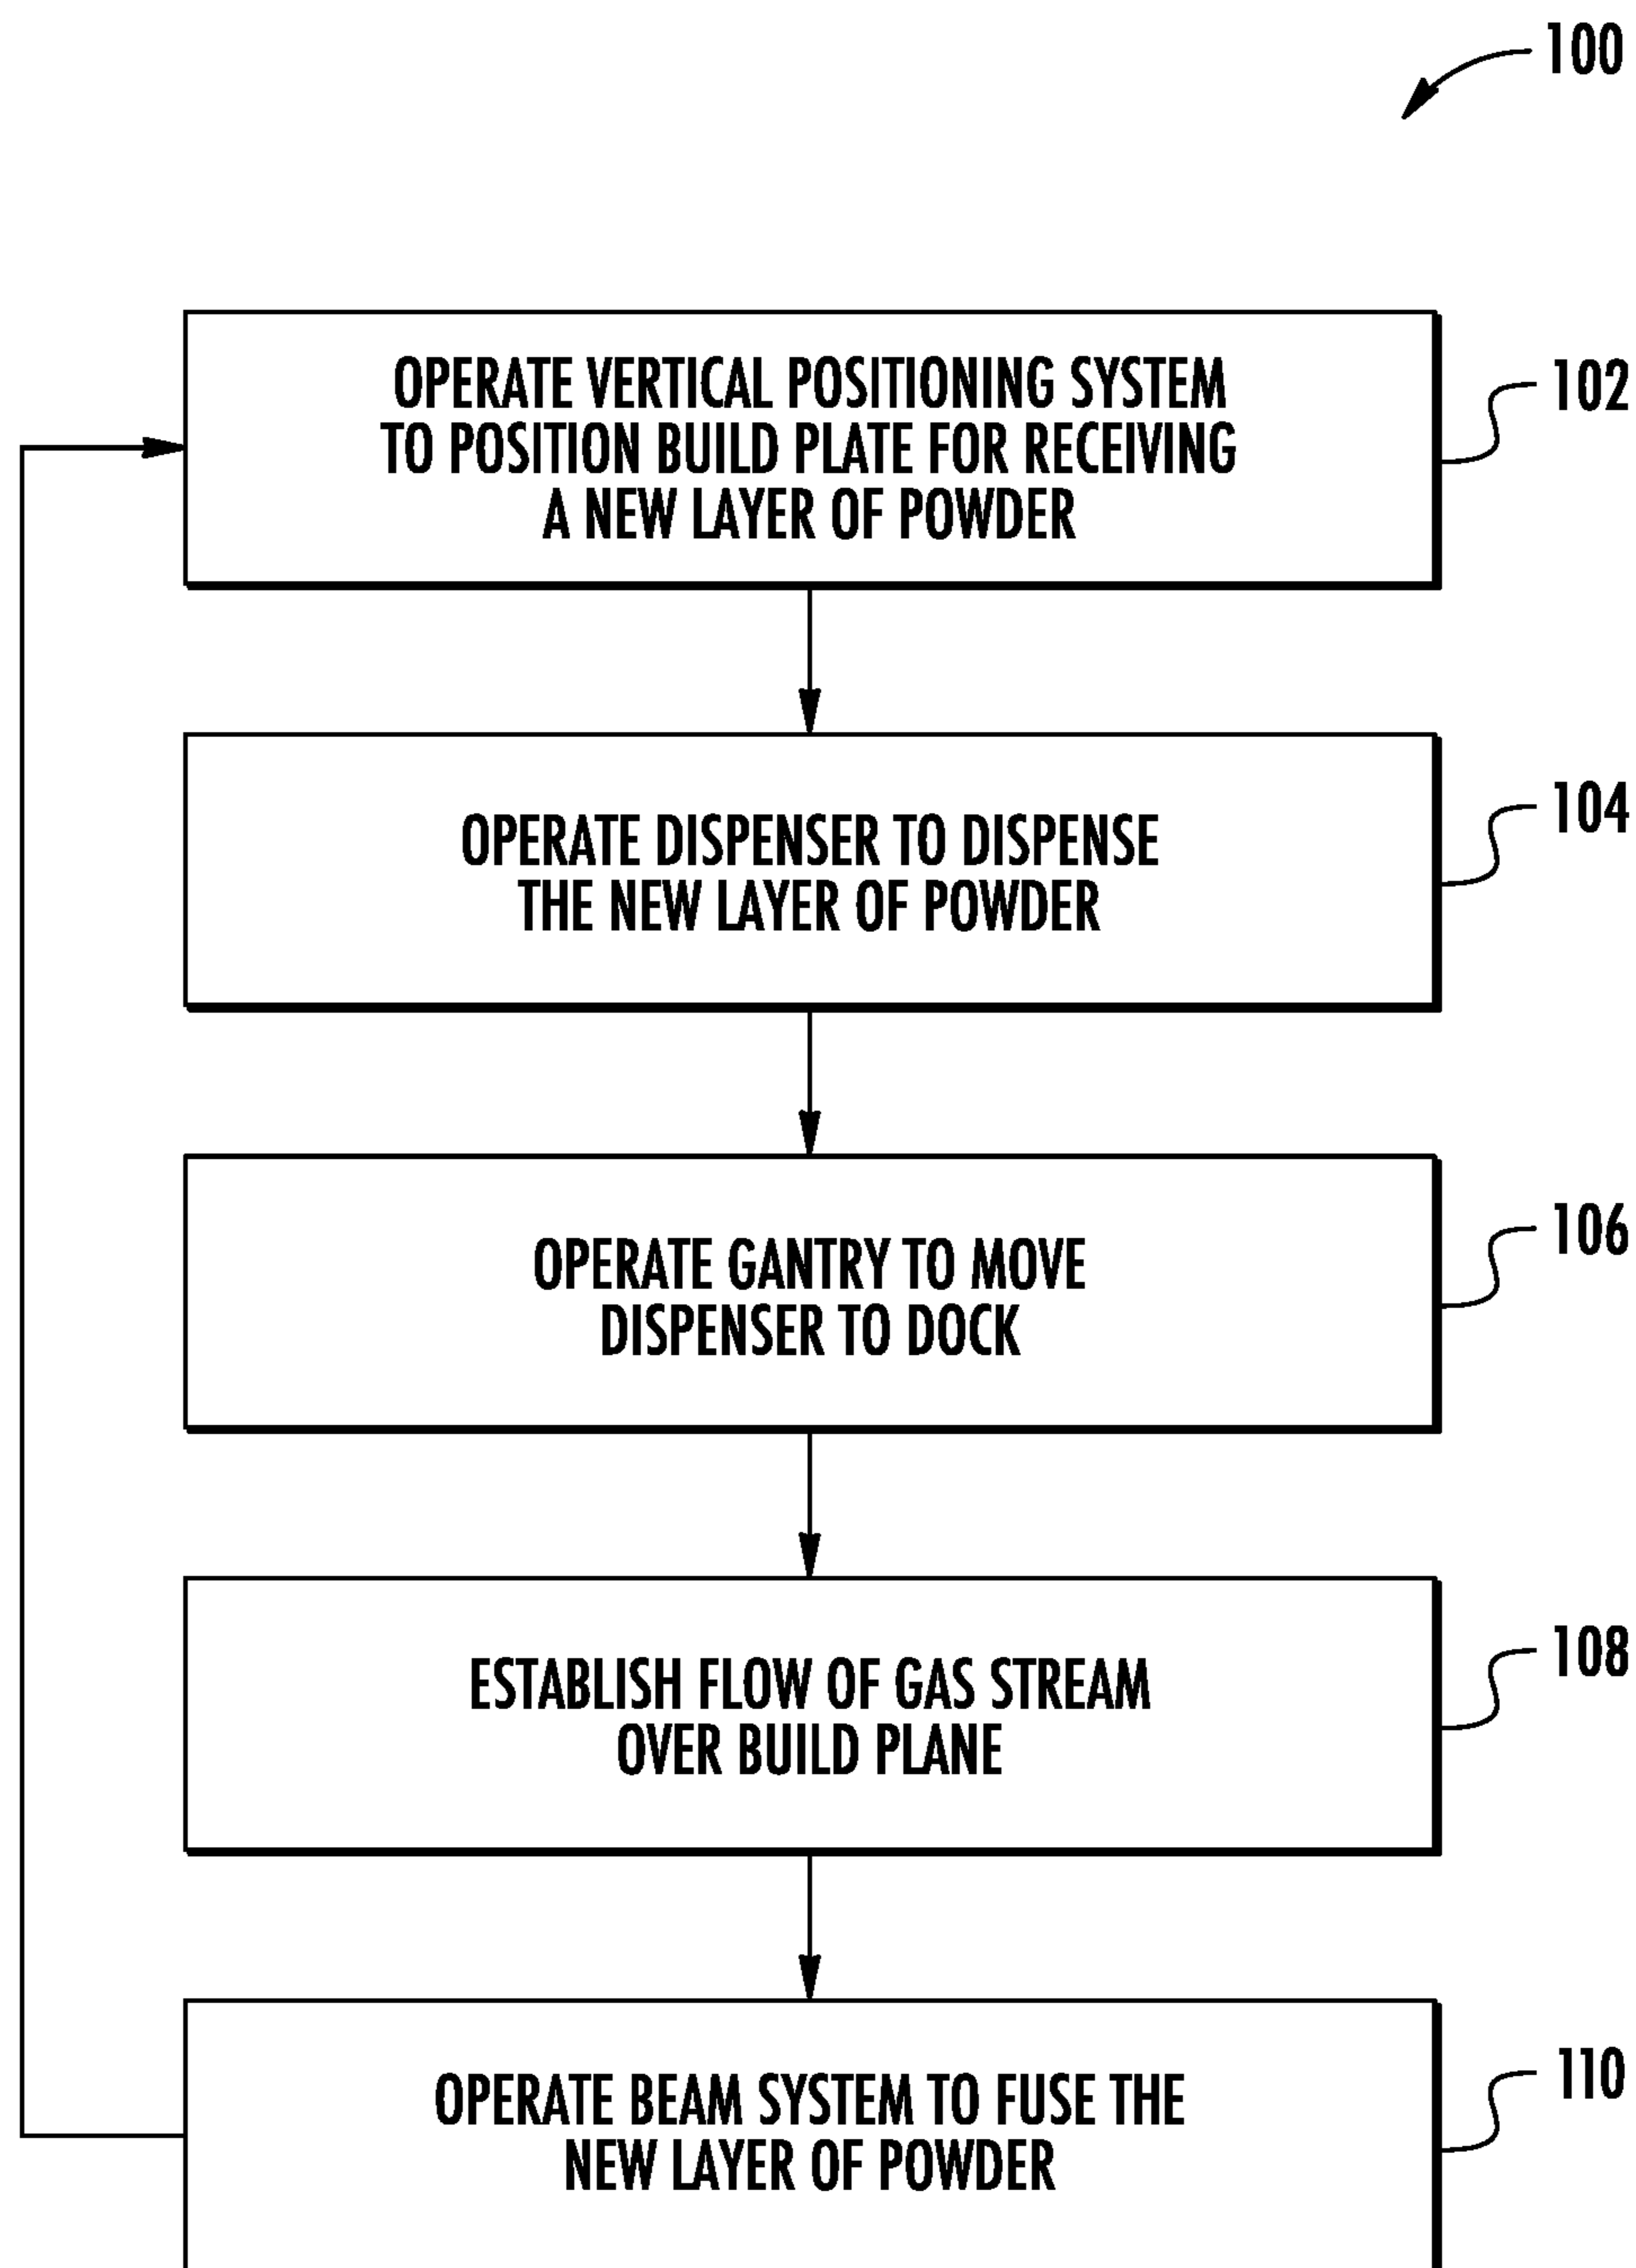 100
OPERATE VERTICAL POSITIONING SYSTEM
TO POSITION BUILD PLATE FOR RECEIVING
A NEW LAYER OF POWDER
102
OPERATE DISPENSER TO DISPENSE
THE NEW LAYER OF POWDER
104
OPERATE GANTRY TO MOVE
DISPENSER TO DOCK
106
ESTABLISH FLOW OF GAS STREAM
OVER BUILD PLANE
108
OPERATE BEAM SYSTEM TO FUSE THE
NEW LAYER OF POWDER
110